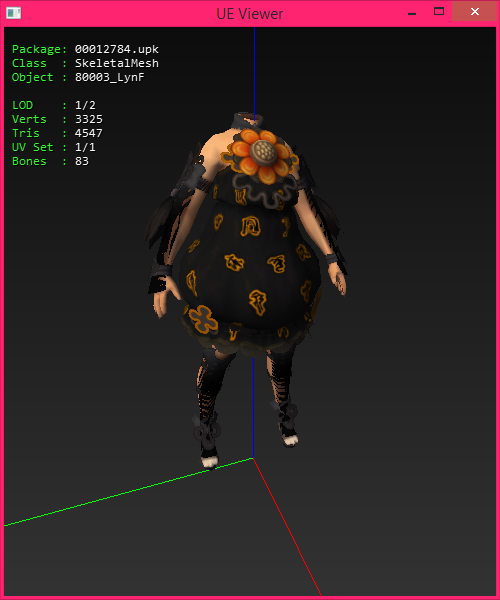 UE Viewer
Package: 00012784.upk
Class : SkeletalMesh
Object : 80003_LynF
LOD : 1/2
Verts : 3325
Tris : 4547
UV Set : 1/1
Bones : 83